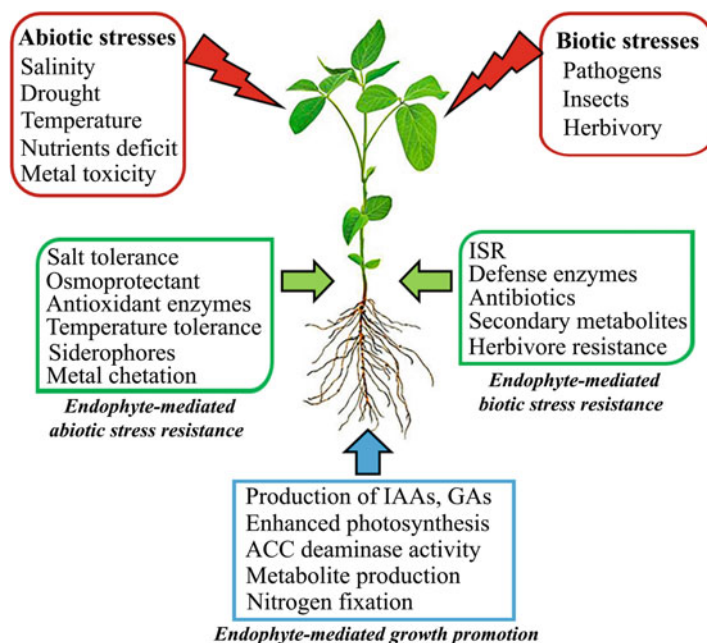 Abiotic stresses
Salinity
Drought
Temperature
Nutrients deficit
Metal toxicity
Biotic stresses
Pathogens
Insects
Herbivory
Salt tolerance
Osmoprotectant
Antioxidant enzymes
Temperature tolerance
Siderophores
Metal chetation
Endophyte-mediated
abiotic stress resistance
ISR
Defense enzymes
Antibiotics
Secondary metabolites
Herbivore resistance
Endophyte-mediated
biotic stress resistance
Production of IAAs, GAs
Enhanced photosynthesis
ACC deaminase activity
Metabolite production
Nitrogen fixation
Endophyte-mediated growth promotion